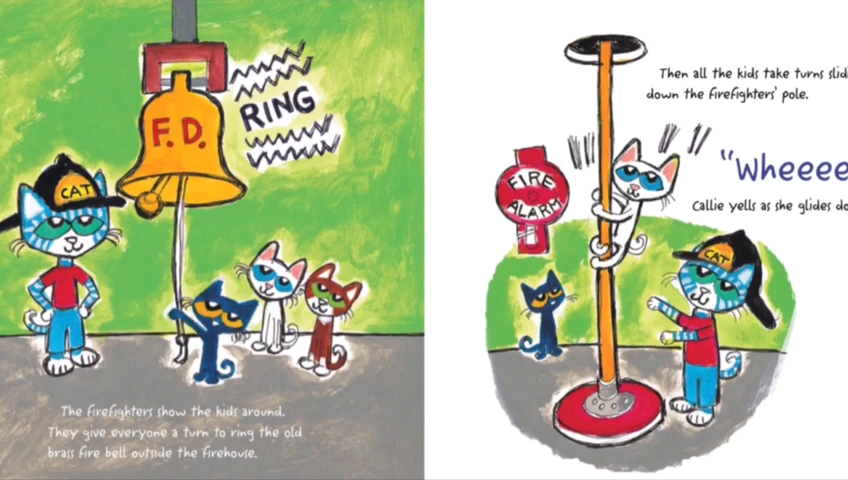 F.D.
RING
CAT
The firefighters show the kids around.
They give everyone a turn to ring the old
brass fire bell outside the firehouse.
Then all the kids take turns slid
down the firefighters' pole.
"Wheeee
Callie yells as she glides do
FIRE
ALARM
CAT